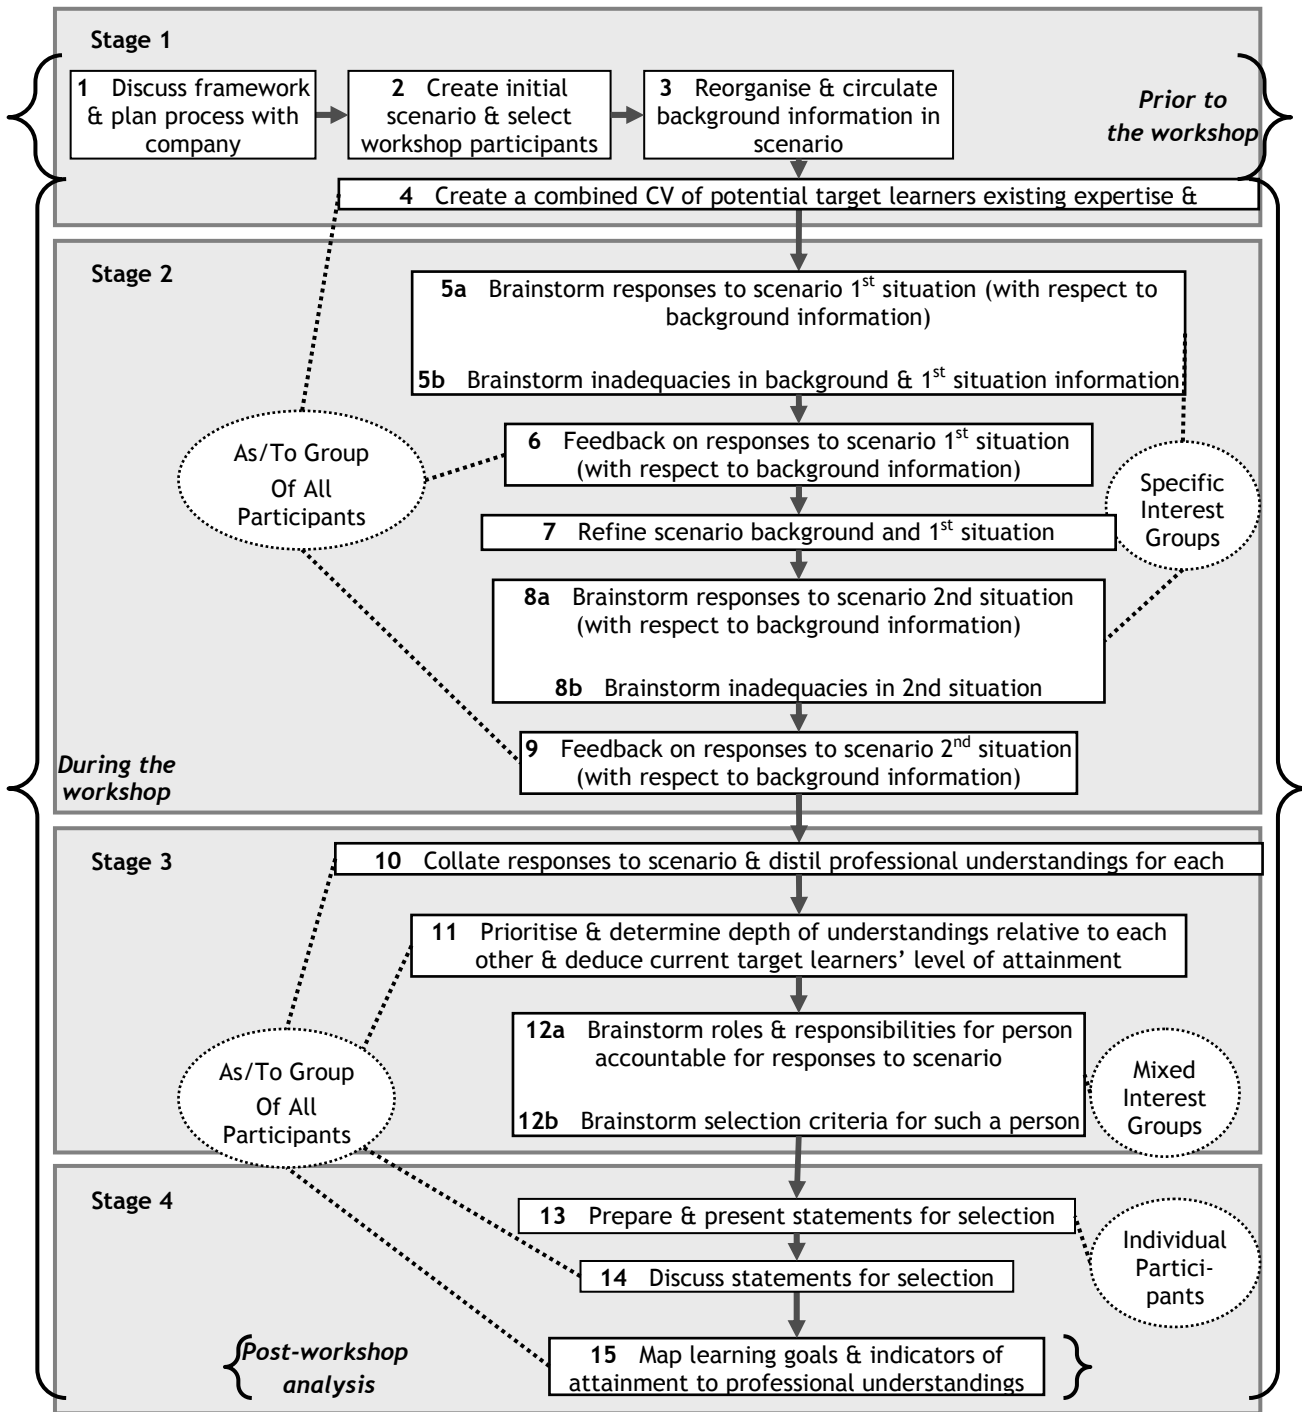 Stage 1
1 Discuss framework
& plan process with
company
2 Create initial
scenario & select
workshop participants
3 Reorganise & circulate
background information in
scenario
Prior to
the workshop
4 Create a combined CV of potential target learners existing expertise &
Stage 2
5a Brainstorm responses to scenario 1st situation (with respect to
background information)
5b Brainstorm inadequacies in background & 1st situation information
As/To Group
Of All
Participants
6 Feedback on responses to scenario 1st situation
(with respect to background information)
Specific
Interest
Groups
7 Refine scenario background and 1st situation
8a Brainstorm responses to scenario 2nd situation
(with respect to background information)
8b Brainstorm inadequacies in 2nd situation
During the
workshop
9 Feedback on responses to scenario 2nd situation
(with respect to background information)
Stage 3
10 Collate responses to scenario & distil professional understandings for each
11 Prioritise & determine depth of understandings relative to each
other & deduce current target learners’ level of attainment
As/To Group
Of All
Participants
12a Brainstorm roles & responsibilities for person
accountable for responses to scenario
12b Brainstorm selection criteria for such a person
Mixed
Interest
Groups
Stage 4
13 Prepare & present statements for selection
14 Discuss statements for selection
Individual
Partici-
pants
Post-workshop
analysis
15 Map learning goals & indicators of
attainment to professional understandings